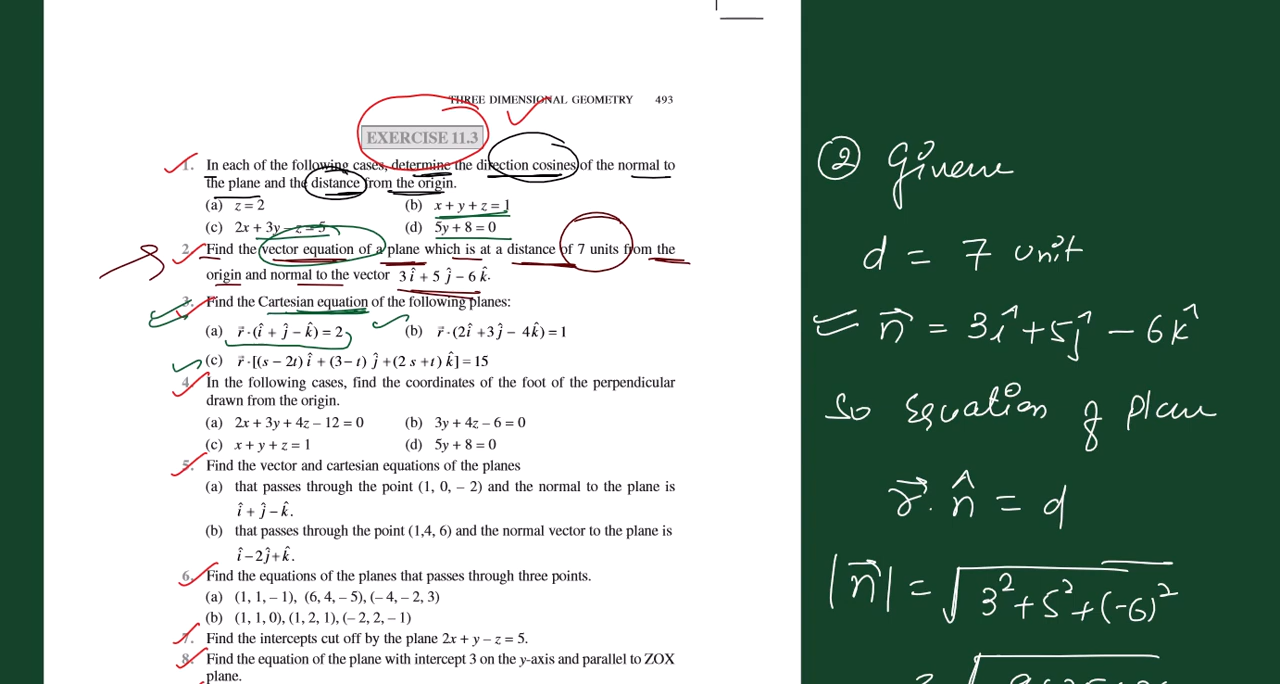 THREE DIMENSIONAL GEOMETRY 493
EXERCISE 11.3
1. In each of the following cases, determine the direction cosines of the normal to
the plane and the distance from the origin.
(a) z = 2 (b) x + y + z = 1
(c) 2x + 3y – z = 5 (d) 5y + 8 = 0
2. Find the vector equation of a plane which is at a distance of 7 units from the
origin and normal to the vector 3 î + 5 ĵ − 6 k̂.
3. Find the Cartesian equation of the following planes:
(a) r⃗ · (î + ĵ − k̂) = 2 (b) r⃗ · (2î + 3ĵ − 4k̂) = 1
(c) r⃗ · [(s − 2t) î + (3 − t) ĵ + (2 s + t) k̂] = 15
4. In the following cases, find the coordinates of the foot of the perpendicular
drawn from the origin.
(a) 2x + 3y + 4z – 12 = 0 (b) 3y + 4z – 6 = 0
(c) x + y + z = 1 (d) 5y + 8 = 0
5. Find the vector and cartesian equations of the planes
(a) that passes through the point (1, 0, – 2) and the normal to the plane is
î + ĵ − k̂.
(b) that passes through the point (1,4, 6) and the normal vector to the plane is
î − 2ĵ + k̂.
6. Find the equations of the planes that passes through three points.
(a) (1, 1, – 1), (6, 4, – 5), (– 4, – 2, 3)
(b) (1, 1, 0), (1, 2, 1), (– 2, 2, – 1)
7. Find the intercepts cut off by the plane 2x + y – z = 5.
8. Find the equation of the plane with intercept 3 on the y-axis and parallel to ZOX
plane.
② Given
d = 7 unit
n⃗ = 3î + 5ĵ − 6k̂
So Equation of plane
r⃗ . n̂ = d
|n⃗| = √3² + 5² + (−6)²